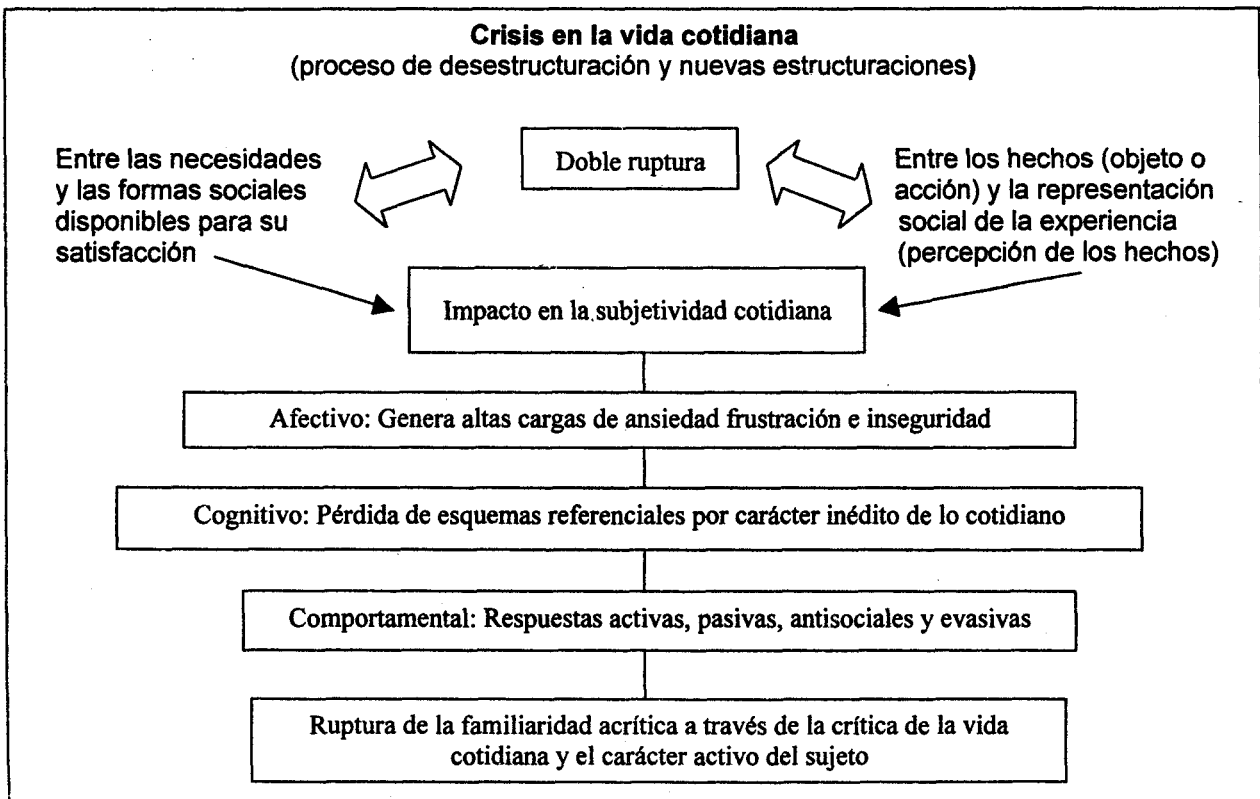 Crisis en la vida cotidiana
(proceso de desestructuración y nuevas estructuraciones)
Doble ruptura
Entre las necesidades
y las formas sociales
disponibles para su
satisfacción
Entre los hechos (objeto o
acción) y la representación
social de la experiencia
(percepción de los hechos)
Impacto en la subjetividad cotidiana
Afectivo: Genera altas cargas de ansiedad frustración e inseguridad
Cognitivo: Pérdida de esquemas referenciales por carácter inédito de lo cotidiano
Comportamental: Respuestas activas, pasivas, antisociales y evasivas
Ruptura de la familiaridad acrítica a través de la crítica de la vida
cotidiana y el carácter activo del sujeto